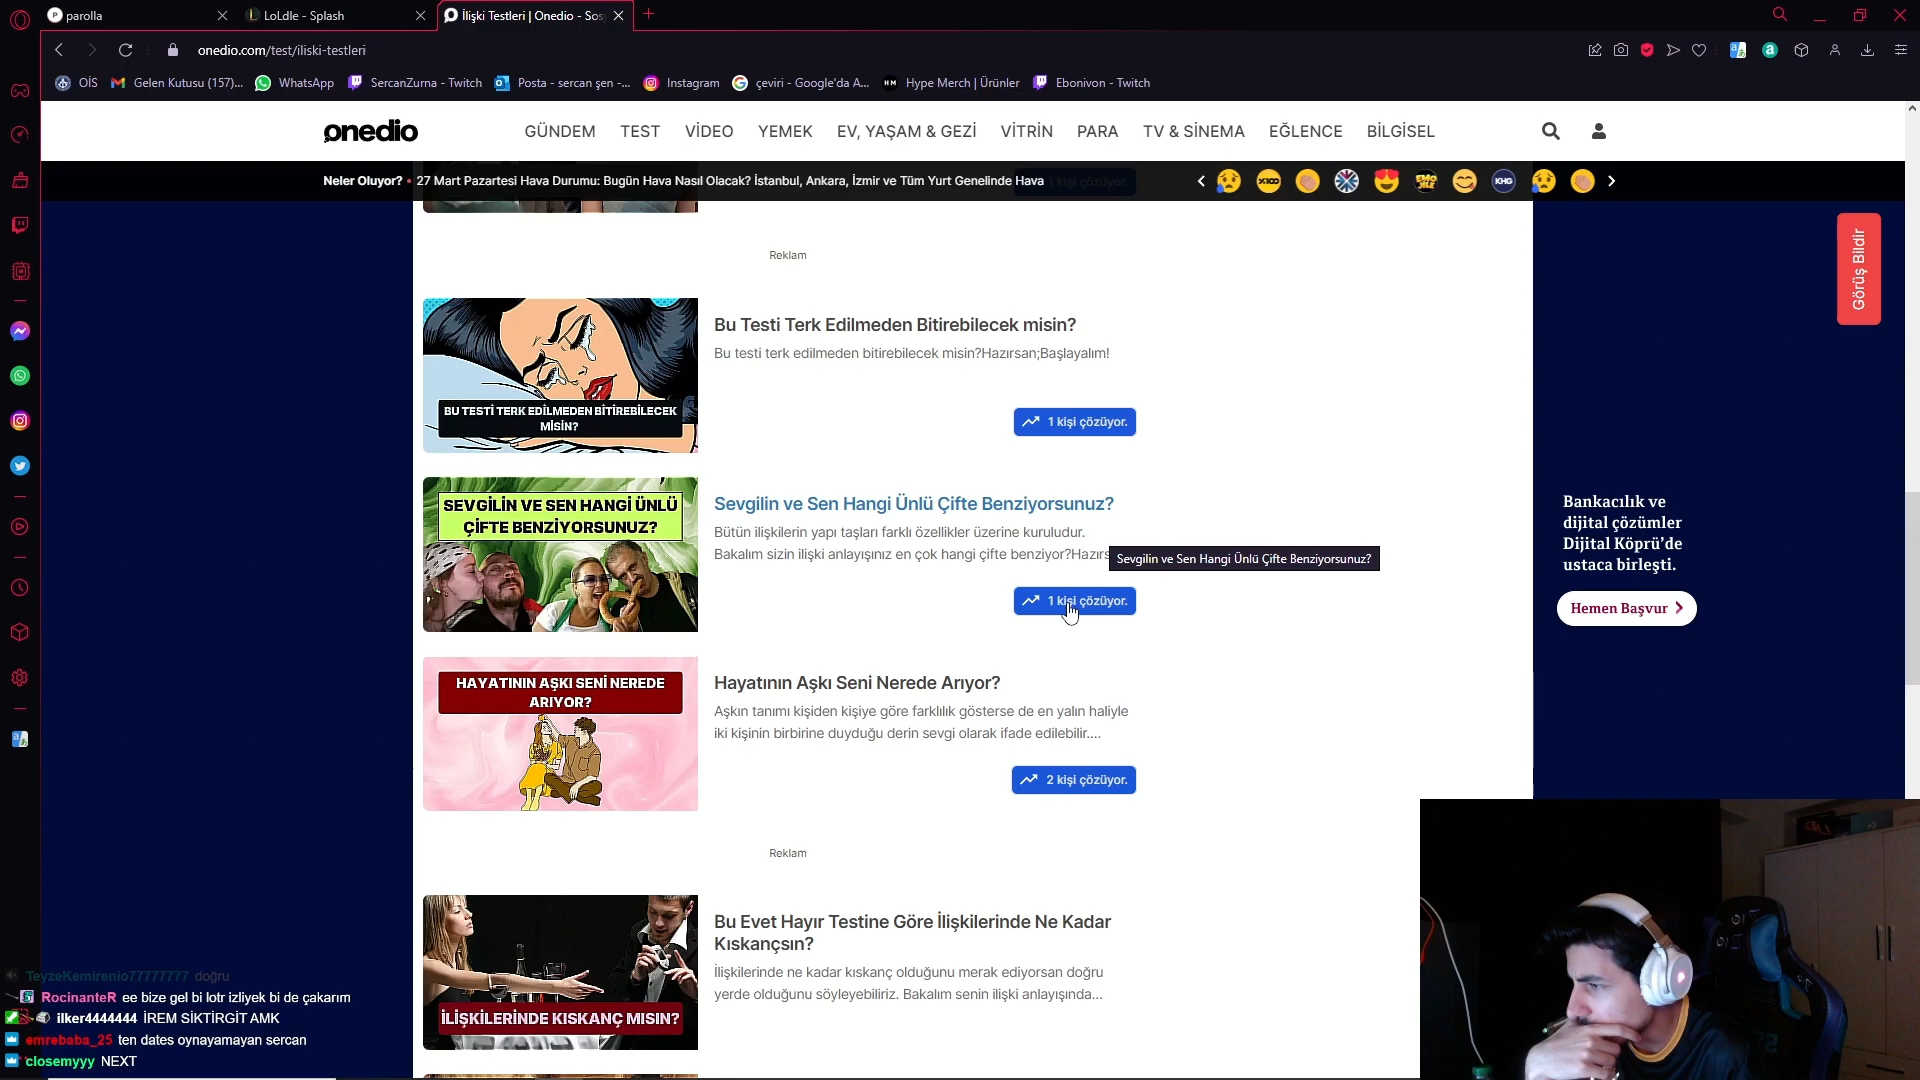 parolla
LoLdle - Splash
İlişki Testleri | Onedio - Sos
onedio.com/test/iliski-testleri
OİS
Gelen Kutusu (157)...
WhatsApp
SercanZurna - Twitch
Posta - sercan şen -...
Instagram
çeviri - Google'da A...
Hype Merch | Ürünler
Ebonivon - Twitch
onedio
GÜNDEM
TEST
VİDEO
YEMEK
EV, YAŞAM & GEZİ
VİTRİN
PARA
TV & SİNEMA
EĞLENCE
BİLGİSEL
Neler Oluyor? • 27 Mart Pazartesi Hava Durumu: Bugün Hava Nasıl Olacak? İstanbul, Ankara, İzmir ve Tüm Yurt Genelinde Hava
KHG
Görüş Bildir
Reklam
BU TESTİ TERK EDİLMEDEN BİTİREBİLECEK
MİSİN?
Bu Testi Terk Edilmeden Bitirebilecek misin?
Bu testi terk edilmeden bitirebilecek misin?Hazırsan;Başlayalım!
1 kişi çözüyor.
SEVGİLİN VE SEN HANGİ ÜNLÜ
ÇİFTE BENZİYORSUNUZ?
Sevgilin ve Sen Hangi Ünlü Çifte Benziyorsunuz?
Bütün ilişkilerin yapı taşları farklı özellikler üzerine kuruludur.
Bakalım sizin ilişki anlayışınız en çok hangi çifte benziyor?Hazırs
Sevgilin ve Sen Hangi Ünlü Çifte Benziyorsunuz?
1 kişi çözüyor.
Bankacılık ve
dijital çözümler
Dijital Köprü’de
ustaca birleşti.
Hemen Başvur
HAYATININ AŞKI SENİ NEREDE
ARIYOR?
Hayatının Aşkı Seni Nerede Arıyor?
Aşkın tanımı kişiden kişiye göre farklılık gösterse de en yalın haliyle
iki kişinin birbirine duyduğu derin sevgi olarak ifade edilebilir....
2 kişi çözüyor.
Reklam
İLİŞKİLERİNDE KISKANÇ MISIN?
Bu Evet Hayır Testine Göre İlişkilerinde Ne Kadar
Kıskançsın?
İlişkilerinde ne kadar kıskanç olduğunu merak ediyorsan doğru
yerde olduğunu söyleyebiliriz. Bakalım senin ilişki anlayışında...
TeyzeKemirenio77777777 doğru
RocinanteR ee bize gel bi lotr izliyek bi de çakarım
ilker4444444 İREM SİKTİRGİT AMK
emrebaba_25 ten dates oynayamayan sercan
closemyyy NEXT